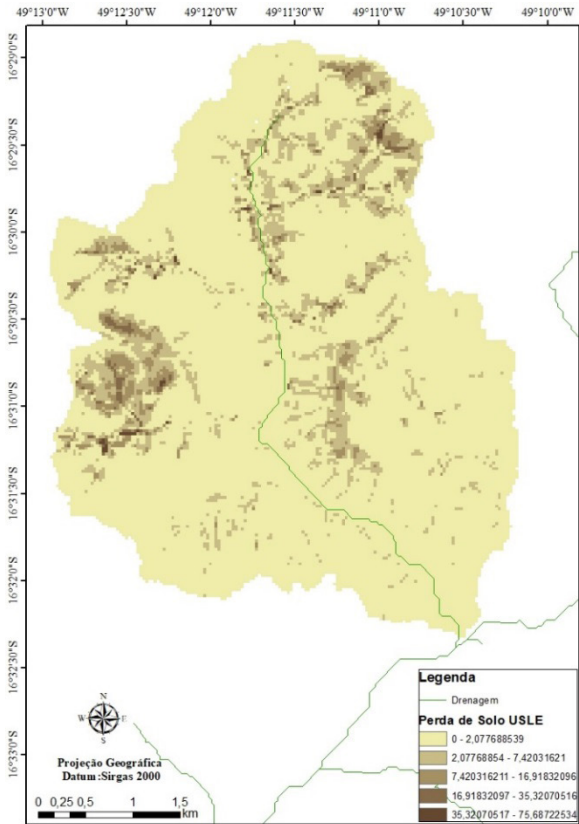 49°13'0"W 49°12'30"W 49°12'0"W 49°11'30"W 49°11'0"W 49°10'30"W 49°10'0"W
16°29'0"S
16°29'30"S
16°30'0"S
16°30'30"S
16°31'0"S
16°31'30"S
16°32'0"S
16°32'30"S
16°33'0"S
N
W E
S
Projeção Geográfica
Datum :Sirgas 2000
0 0,25 0,5 1 1,5
km
Legenda
Drenagem
Perda de Solo USLE
0 - 2,077688539
2,07768854 - 7,42031621
7,420316211 - 16,91832096
16,91832097 - 35,32070516
35,32070517 - 75,68722534